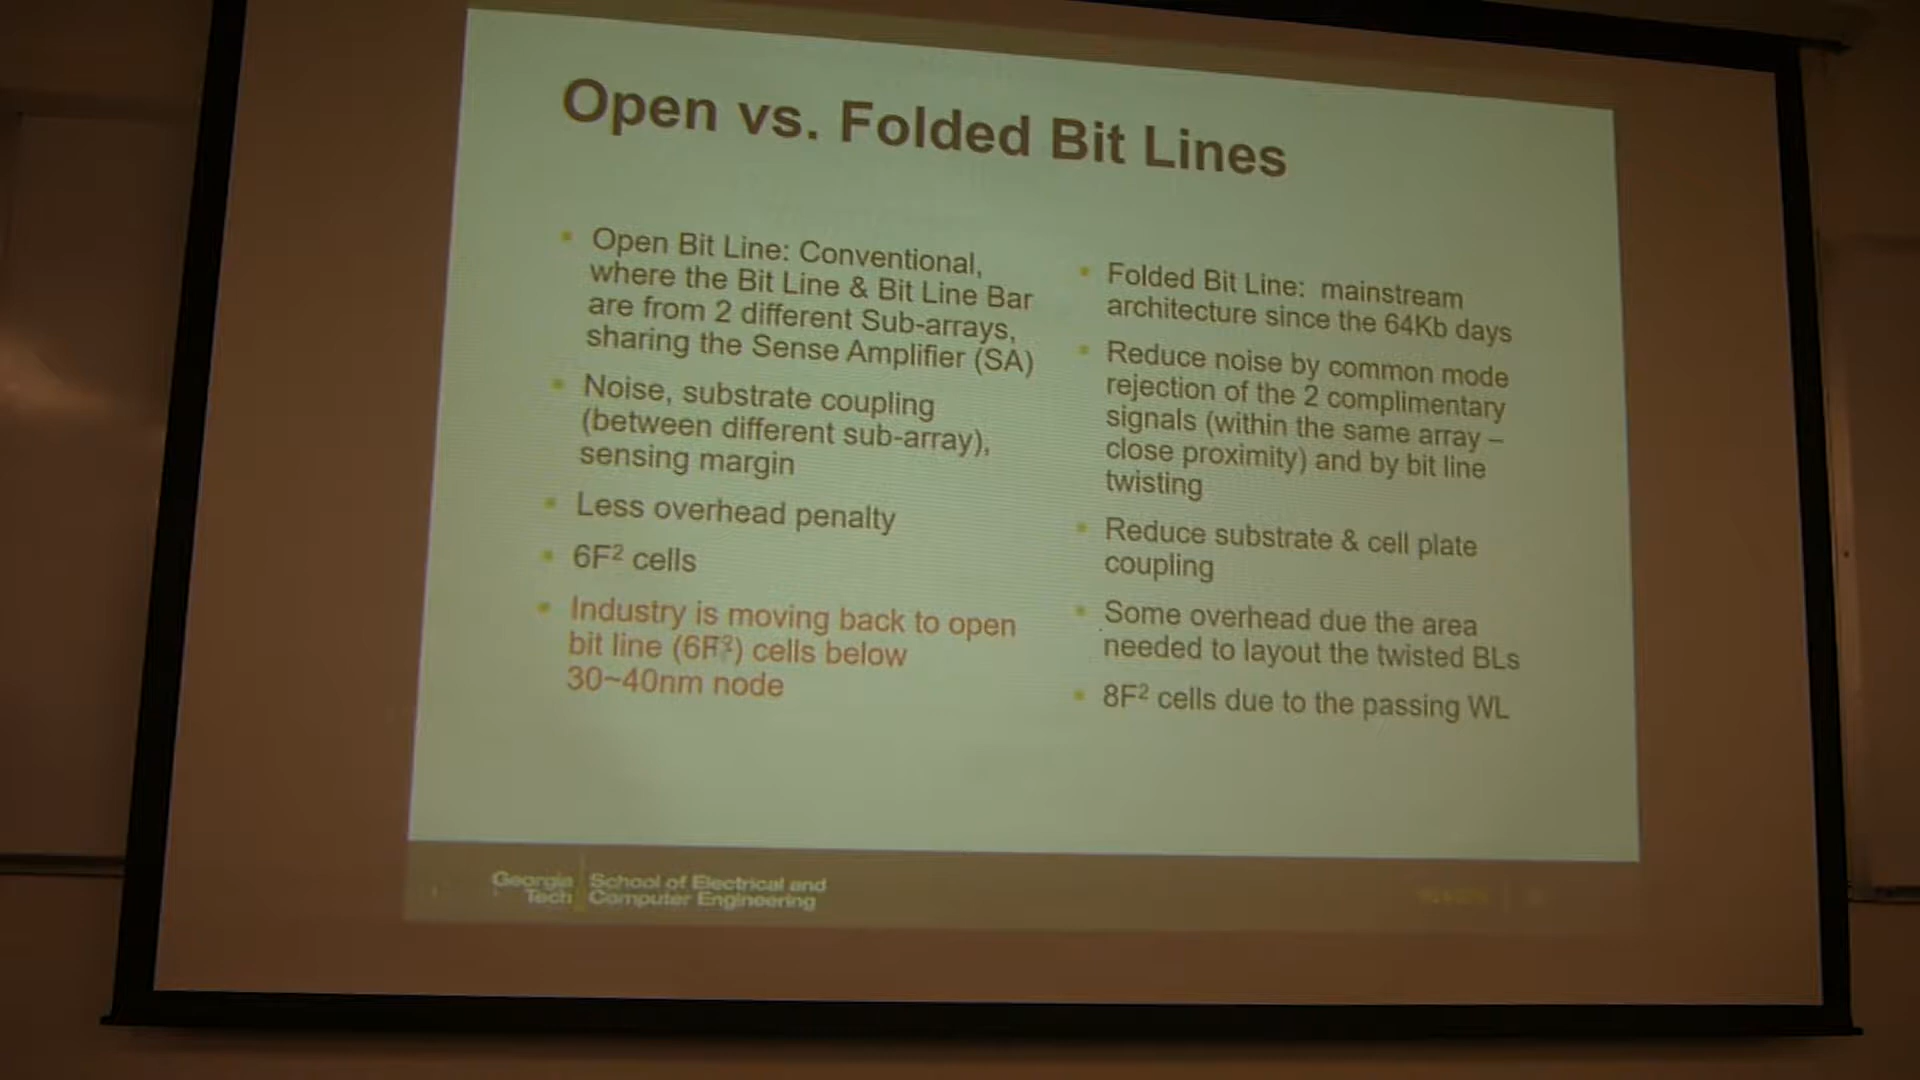 Open vs. Folded Bit Lines
Open Bit Line: Conventional,
where the Bit Line & Bit Line Bar
are from 2 different Sub-arrays,
sharing the Sense Amplifier (SA)
Noise, substrate coupling
(between different sub-array),
sensing margin
Less overhead penalty
6F² cells
Industry is moving back to open
bit line (6F²) cells below
30~40nm node
Folded Bit Line: mainstream
architecture since the 64Kb days
Reduce noise by common mode
rejection of the 2 complimentary
signals (within the same array –
close proximity) and by bit line
twisting
Reduce substrate & cell plate
coupling
Some overhead due the area
needed to layout the twisted BLs
8F² cells due to the passing WL
Georgia
Tech
School of Electrical and
Computer Engineering